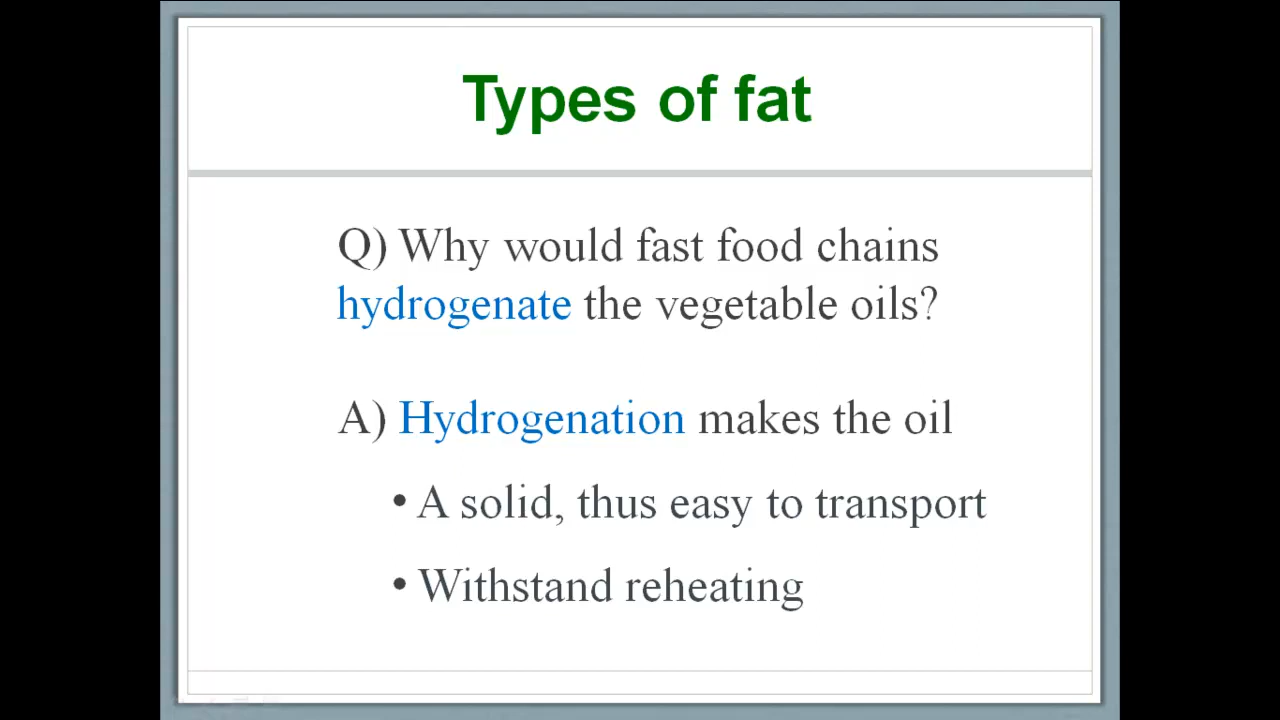 Types of fat
Q) Why would fast food chains
hydrogenate the vegetable oils?
A) Hydrogenation makes the oil
• A solid, thus easy to transport
• Withstand reheating